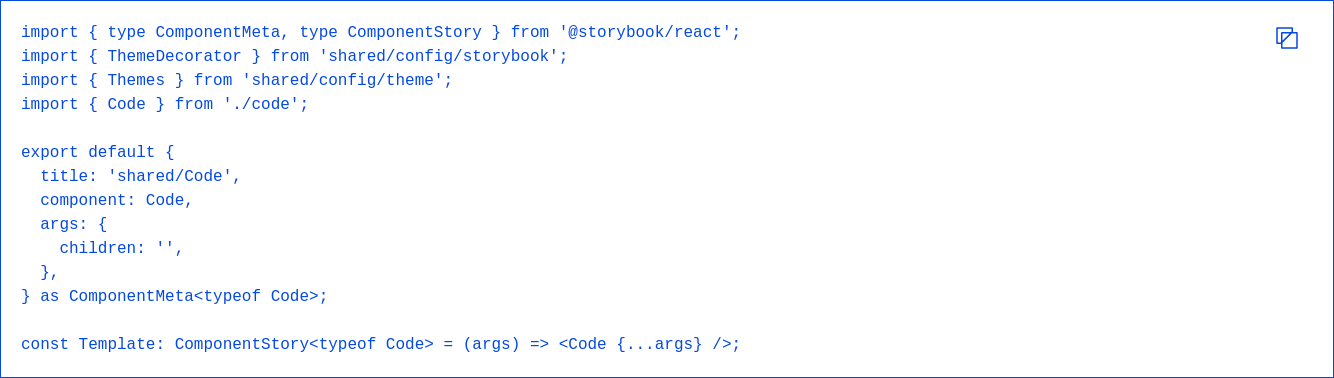 import { type ComponentMeta, type ComponentStory } from '@storybook/react';
import { ThemeDecorator } from 'shared/config/storybook';
import { Themes } from 'shared/config/theme';
import { Code } from './code';

export default {
  title: 'shared/Code',
  component: Code,
  args: {
    children: '',
  },
} as ComponentMeta<typeof Code>;

const Template: ComponentStory<typeof Code> = (args) => <Code {...args} />;